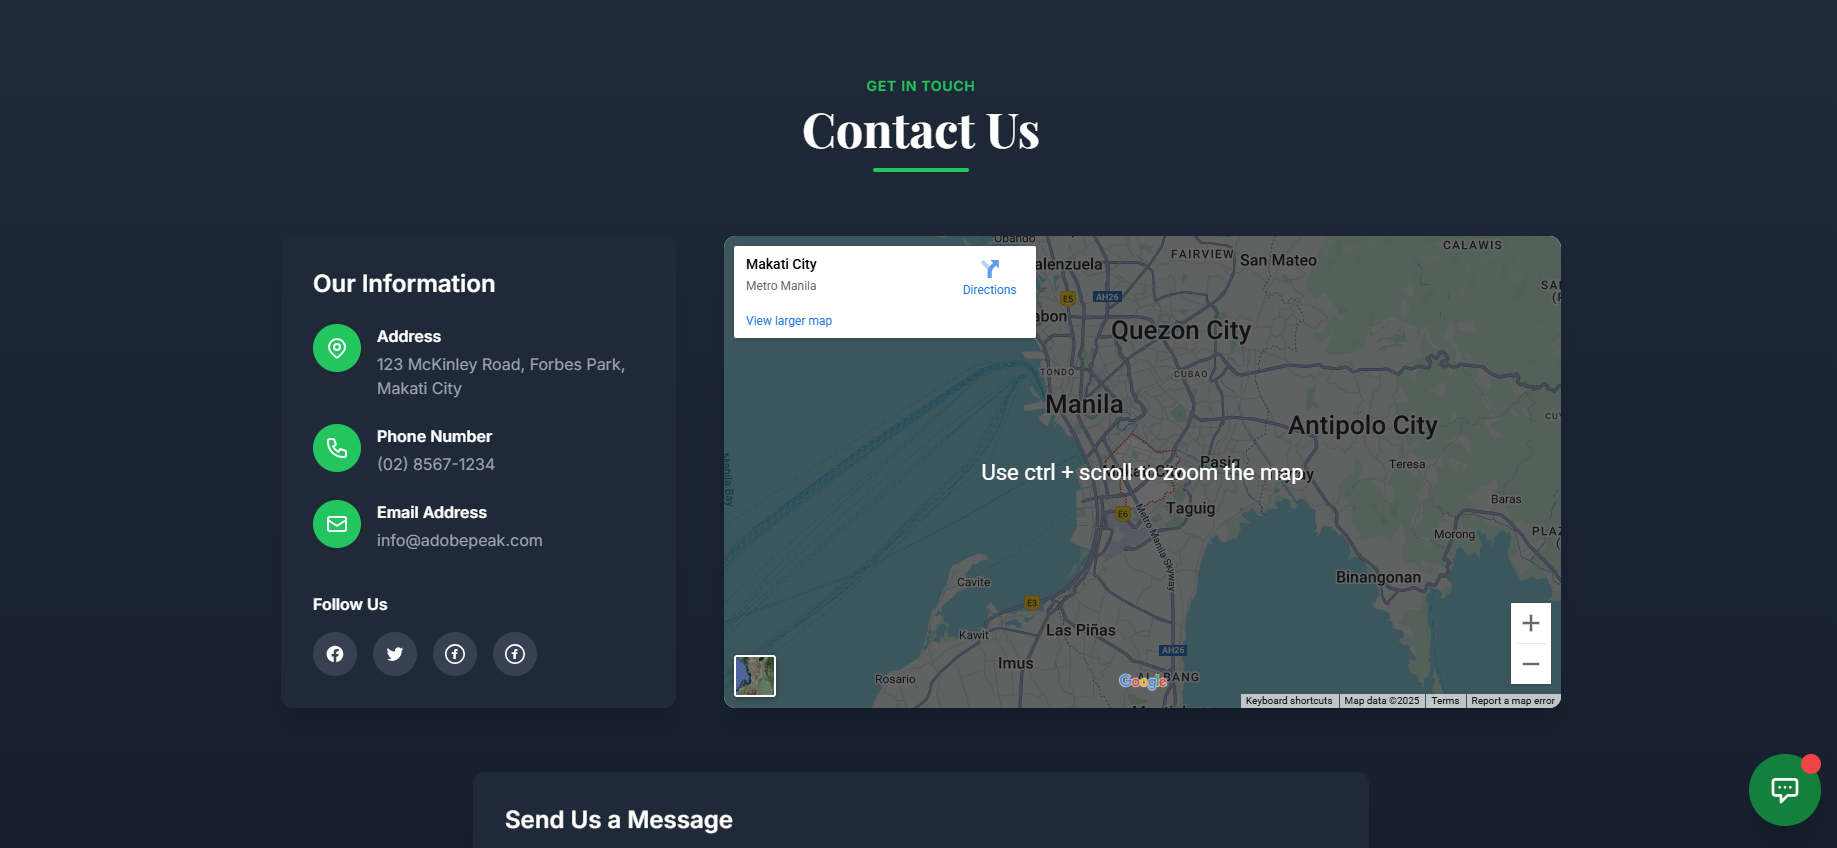 GET IN TOUCH
Contact Us
Our Information
Address
123 McKinley Road, Forbes Park,
Makati City
Phone Number
(02) 8567-1234
Email Address
info@adobepeak.com
Follow Us
Makati City
Metro Manila
Directions
View larger map
Obando
CALAWIS
FAIRVIEW
San Mateo
alenzuela
E5
AH26
abon
Quezon City
TONDO
CUBAO
Manila
Antipolo City
Pasig
Teresa
Use ctrl + scroll to zoom the map
Manila Bay
Baras
E6
Taguig
Metro Manila Skyway
Morong
Binangonan
Cavite
E3
Kawit
Las Piñas
AH26
Imus
Rosario
Google
Keyboard shortcuts
Map data ©2025
Terms
Report a map error
Send Us a Message